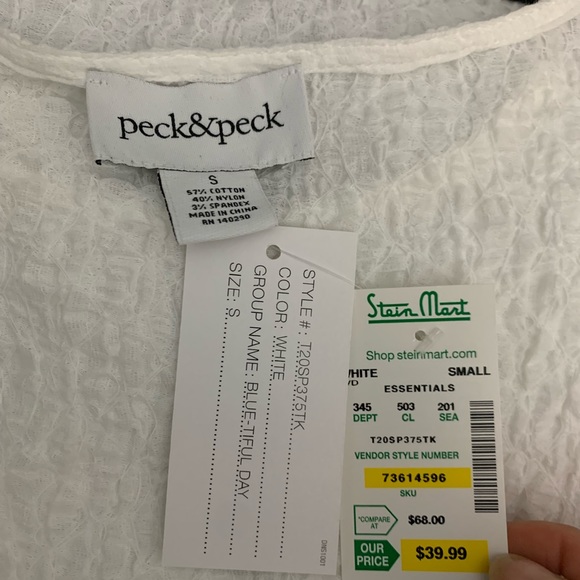 peck&peck
S
57% COTTON
40% NYLON
3% SPANDEX
MADE IN CHINA
RN 14023D
STYLE #: T20SP375TK
COLOR: WHITE
GROUP NAME: BLUE-TIFUL DAY
SIZE: S
Stein Mart
Shop steinmart.com
HITE SMALL
ESSENTIALS
345 503 201
DEPT CL SEA
T20SP375TK
VENDOR STYLE NUMBER
73614596
SKU
*COMPARE AT $68.00
OUR PRICE $39.99